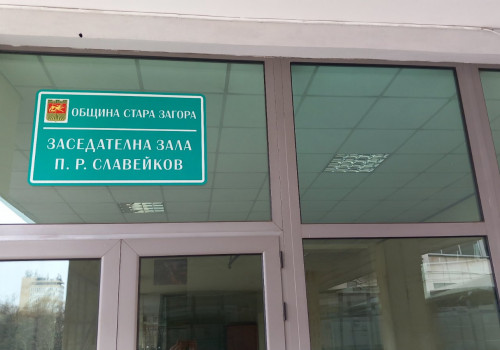 ОБЩИНА СТАРА ЗАГОРА
ЗАСЕДАТЕЛНА ЗАЛА
П. Р. СЛАВЕЙКОВ